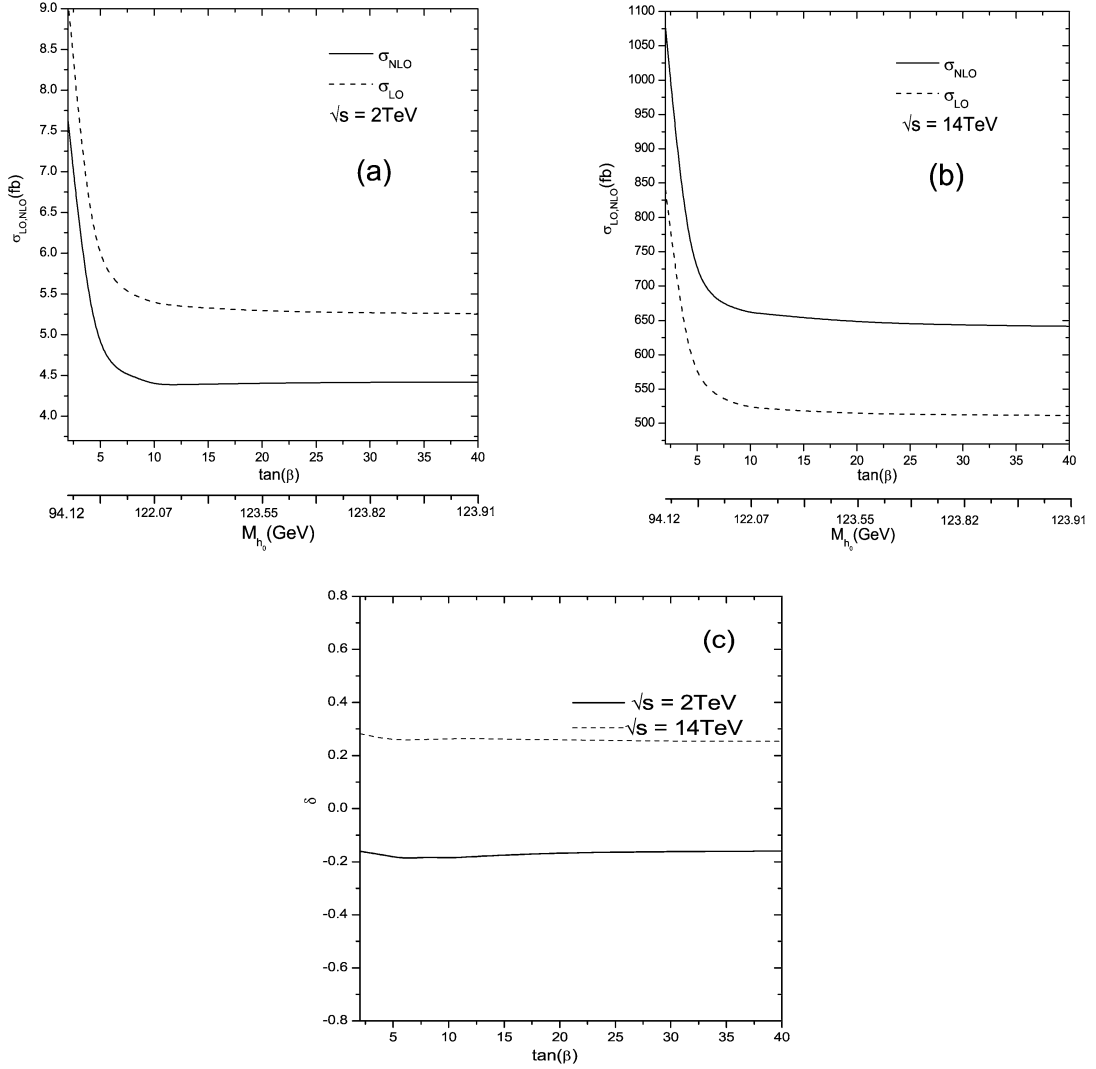 9.0
8.5
8.0
7.5
7.0
6.5
6.0
5.5
5.0
4.5
4.0
σLO,NLO(fb)
σNLO
σLO
√s = 2TeV
(a)
5 10 15 20 25 30 35 40
tan(β)
94.12 122.07 123.55 123.82 123.91
Mh0(GeV)
1100
1050
1000
950
900
850
800
750
700
650
600
550
500
σLO,NLO(fb)
σNLO
σLO
√s = 14TeV
(b)
5 10 15 20 25 30 35 40
tan(β)
94.12 122.07 123.55 123.82 123.91
Mh0(GeV)
0.8
0.6
0.4
0.2
0.0
-0.2
-0.4
-0.6
-0.8
δ
(c)
√s = 2TeV
√s = 14TeV
5 10 15 20 25 30 35 40
tan(β)